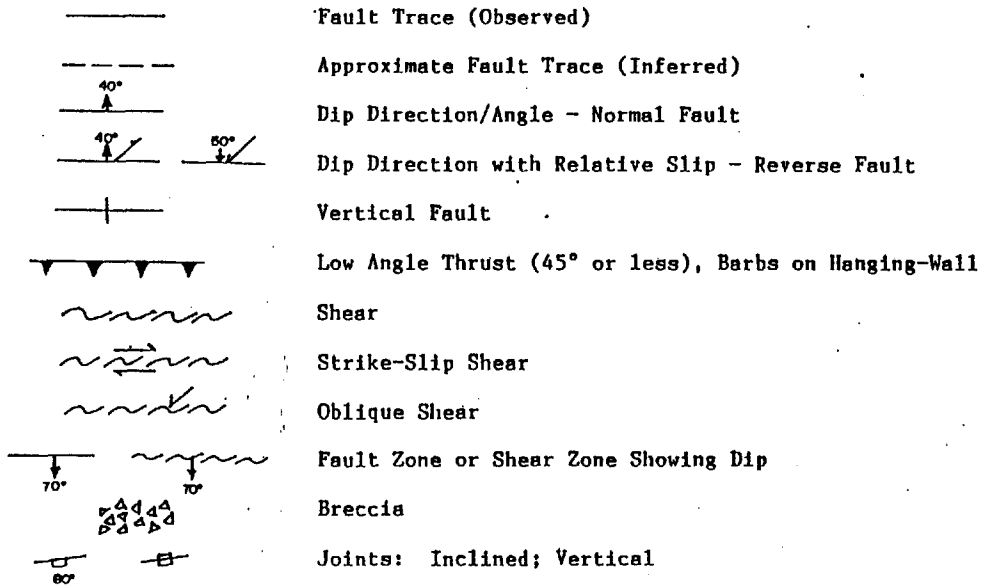 Fault Trace (Observed)
Approximate Fault Trace (Inferred)
40°
Dip Direction/Angle - Normal Fault
40° 50°
Dip Direction with Relative Slip - Reverse Fault
Vertical Fault
Low Angle Thrust (45° or less), Barbs on Hanging-Wall
Shear
Strike-Slip Shear
Oblique Shear
Fault Zone or Shear Zone Showing Dip
70° 70°
Breccia
Joints: Inclined; Vertical
60°